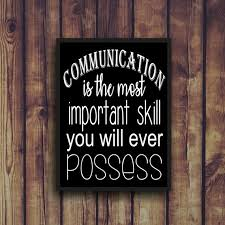 COMMUNICATION
is the most
important skill
you will ever
POSSESS